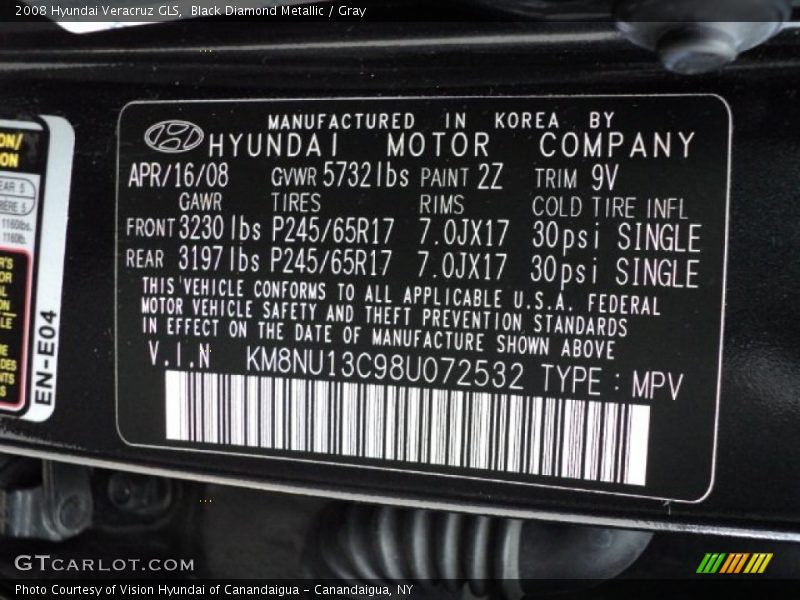 2008 Hyundai Veracruz GLS,  Black Diamond Metallic / Gray
MANUFACTURED IN KOREA BY
HYUNDAI MOTOR COMPANY
APR/16/08 GVWR 5732lbs PAINT 2Z TRIM 9V
GAWR TIRES RIMS COLD TIRE INFL
FRONT 3230 lbs P245/65R17 7.0JX17 30psi SINGLE
REAR 3197 lbs P245/65R17 7.0JX17 30psi SINGLE
THIS VEHICLE CONFORMS TO ALL APPLICABLE U.S.A. FEDERAL
MOTOR VEHICLE SAFETY AND THEFT PREVENTION STANDARDS
IN EFFECT ON THE DATE OF MANUFACTURE SHOWN ABOVE
V.I.N KM8NU13C98U072532 TYPE : MPV
EN-E04
GTCARLOT.COM
Photo Courtesy of Vision Hyundai of Canandaigua - Canandaigua, NY